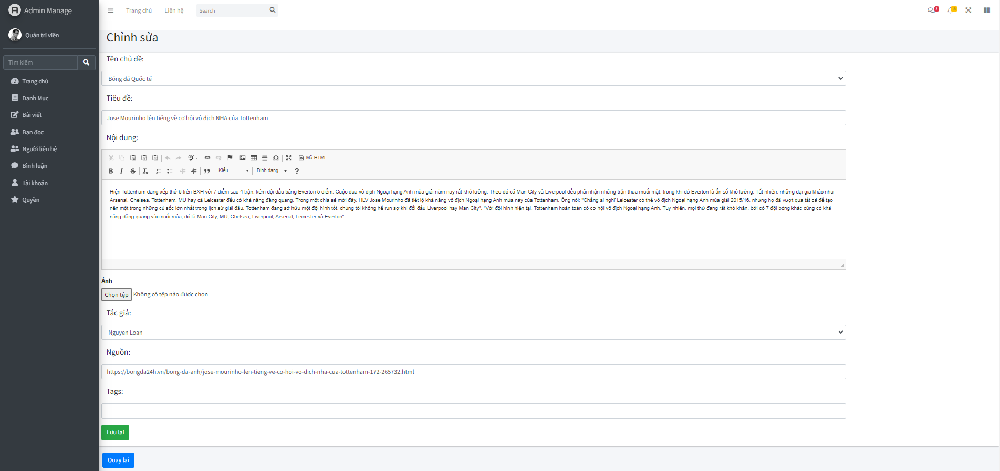 Admin Manage
Trang chủ
Liên hệ
Search
3
15
Quản trị viên
Tìm kiếm
Trang chủ
Danh Mục
Bài viết
Bạn đọc
Người liên hệ
Bình luận
Tài khoản
Quyền
Chỉnh sửa
Tên chủ đề:
Bóng đá Quốc tế
Tiêu đề:
Jose Mourinho lên tiếng về cơ hội vô địch NHA của Tottenham
Nội dung:
Mã HTML
Kiểu
Định dạng
Hiện Tottenham đang xếp thứ 6 trên BXH với 7 điểm sau 4 trận, kém đội đầu bảng Everton 5 điểm. Cuộc đua vô địch Ngoại hạng Anh mùa giải năm nay rất khó lường. Theo đó cả Man City và Liverpool đều phải nhận những trận thua muối mặt, trong khi đó Everton là ẩn số khó lường. Tất nhiên, những đại gia khác như
Arsenal, Chelsea, Tottenham, MU hay cả Leicester đều có khả năng đăng quang. Trong một chia sẻ mới đây, HLV Jose Mourinho đã tiết lộ khả năng vô địch Ngoại hạng Anh mùa này của Tottenham. Ông nói: "Chẳng ai nghĩ Leicester có thể vô địch Ngoại hạng Anh mùa giải 2015/16, nhưng họ đã vượt qua tất cả để tạo
nên một trong những cú sốc lớn nhất trong lịch sử giải đấu. Tottenham đang sở hữu một đội hình tốt, chúng tôi không hề run sợ khi đối đầu Liverpool hay Man City". "Với đội hình hiện tại, Tottenham hoàn toàn có cơ hội vô địch Ngoại hạng Anh. Tuy nhiên, mọi thứ đang rất khó khăn, bởi có 7 đội bóng khác cũng có khả
năng đăng quang vào cuối mùa, đó là Man City, MU, Chelsea, Liverpool, Arsenal, Leicester và Everton".
Ảnh
Chọn tệp Không có tệp nào được chọn
Tác giả:
Nguyen Loan
Nguồn:
https://bongda24h.vn/bong-da-anh/jose-mourinho-len-tieng-ve-co-hoi-vo-dich-nha-cua-tottenham-172-265732.html
Tags:
Lưu lại
Quay lại